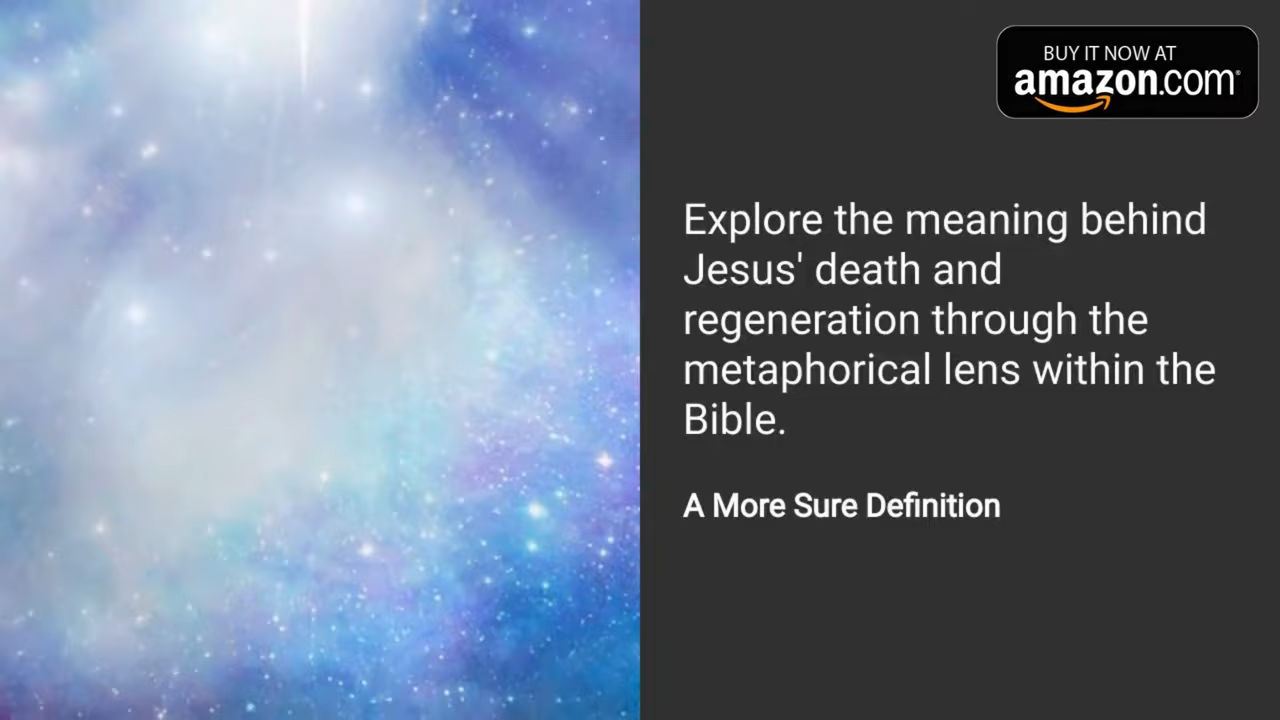 BUY IT NOW AT
amazon.com
Explore the meaning behind
Jesus' death and
regeneration through the
metaphorical lens within the
Bible.
A More Sure Definition